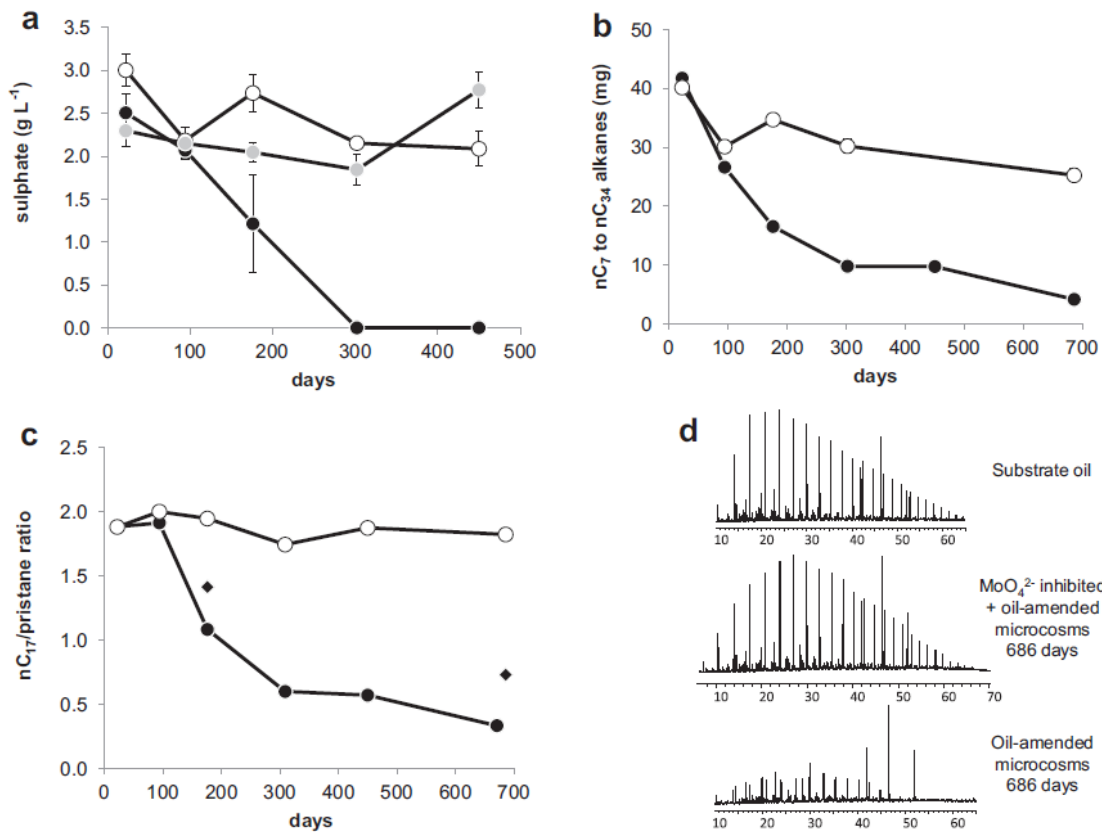 a
sulphate (g L⁻¹)
3.5
3.0
2.5
2.0
1.5
1.0
0.5
0.0
0 100 200 300 400 500
days
b
nC₇ to nC₃₄ alkanes (mg)
50
40
30
20
10
0
0 100 200 300 400 500 600 700
days
c
nC₁₇/pristane ratio
2.5
2.0
1.5
1.0
0.5
0.0
0 100 200 300 400 500 600 700
days
d
Substrate oil
10 20 30 40 50 60
MoO₄²⁻ inhibited
+ oil-amended
microcosms
686 days
10 20 30 40 50 60 70
Oil-amended
microcosms
686 days
10 20 30 40 50 60